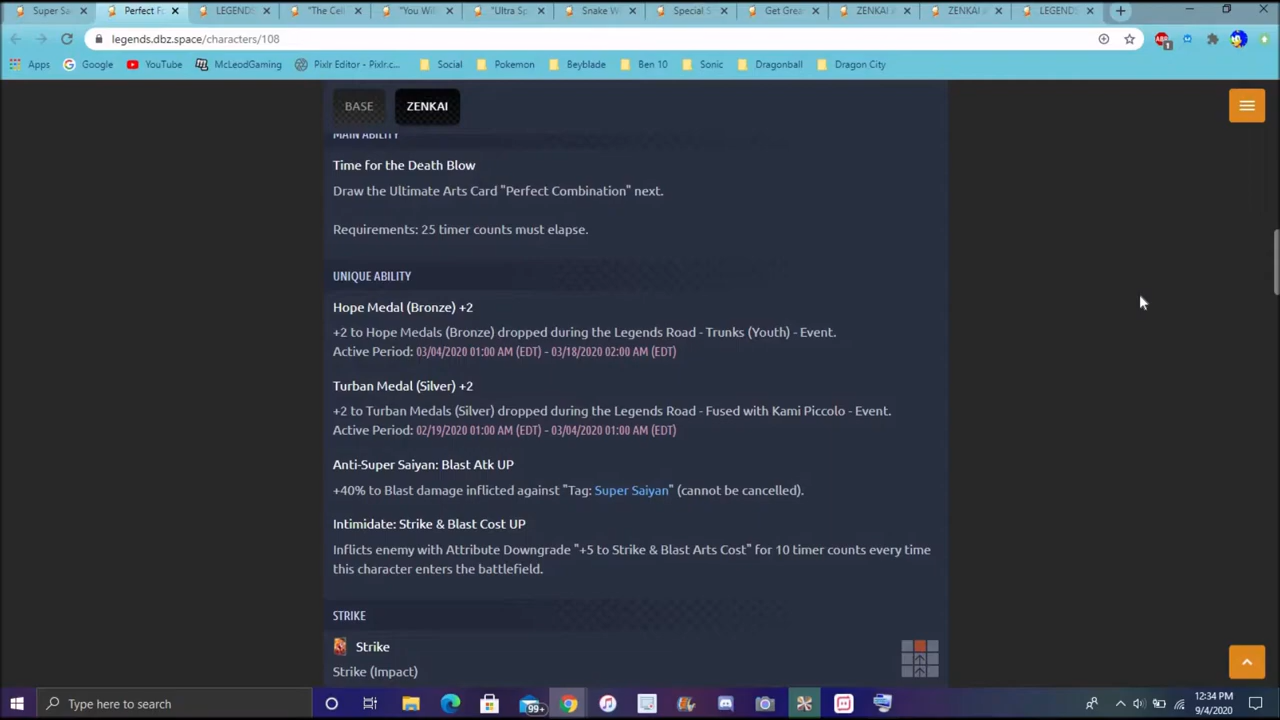 Super Sa
Perfect Fo
LEGENDS
"The Cell
"You Will
"Ultra Sp
Snake W
Special S
Get Grea
ZENKAI
ZENKAI
LEGENDS
legends.dbz.space/characters/108
Apps
Google
YouTube
McLeodGaming
Pixlr Editor - Pixlr.c...
Social
Pokemon
Beyblade
Ben 10
Sonic
Dragonball
Dragon City
BASE
ZENKAI
MAIN ABILITY
Time for the Death Blow
Draw the Ultimate Arts Card "Perfect Combination" next.
Requirements: 25 timer counts must elapse.
UNIQUE ABILITY
Hope Medal (Bronze) +2
+2 to Hope Medals (Bronze) dropped during the Legends Road - Trunks (Youth) - Event.
Active Period: 03/04/2020 01:00 AM (EDT) - 03/18/2020 02:00 AM (EDT)
Turban Medal (Silver) +2
+2 to Turban Medals (Silver) dropped during the Legends Road - Fused with Kami Piccolo - Event.
Active Period: 02/19/2020 01:00 AM (EDT) - 03/04/2020 01:00 AM (EDT)
Anti-Super Saiyan: Blast Atk UP
+40% to Blast damage inflicted against "Tag: Super Saiyan" (cannot be cancelled).
Intimidate: Strike & Blast Cost UP
Inflicts enemy with Attribute Downgrade "+5 to Strike & Blast Arts Cost" for 10 timer counts every time
this character enters the battlefield.
STRIKE
Strike
Strike (Impact)
Type here to search
99+
12:34 PM
9/4/2020